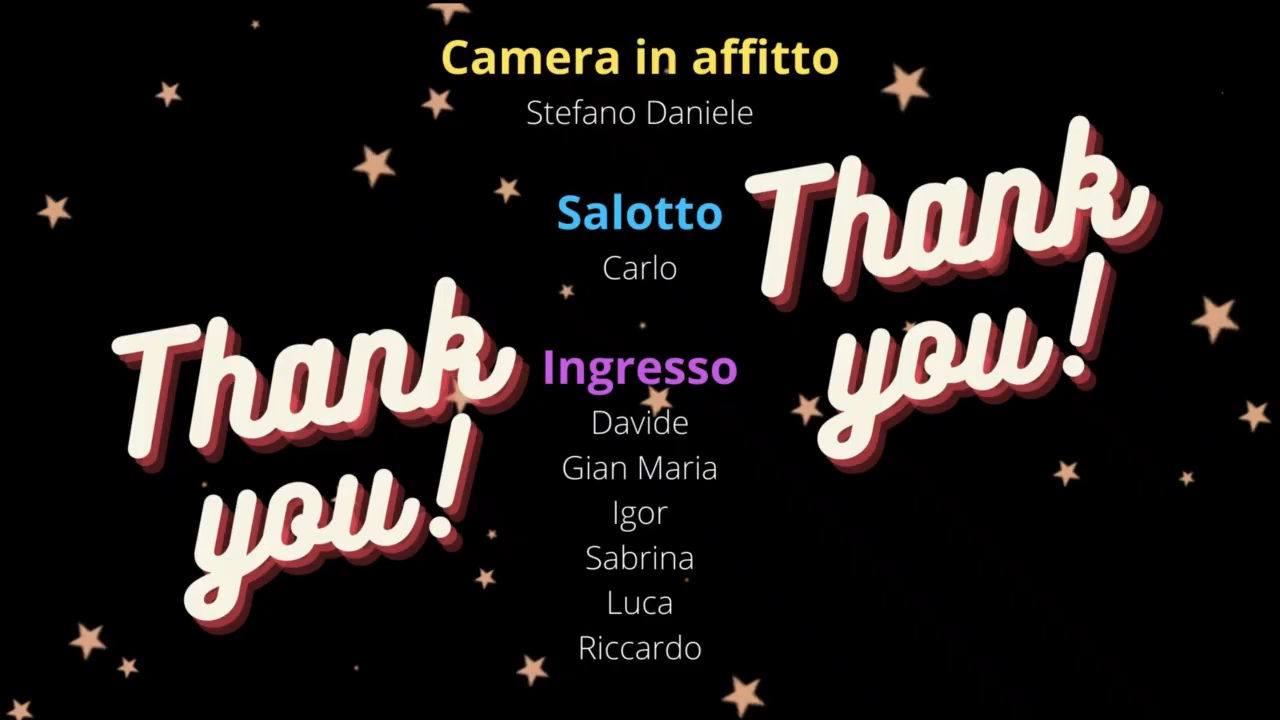 Camera in affitto
Stefano Daniele
Salotto
Carlo
Thank
you!
Thank
you!
Ingresso
Davide
Gian Maria
Igor
Sabrina
Luca
Riccardo